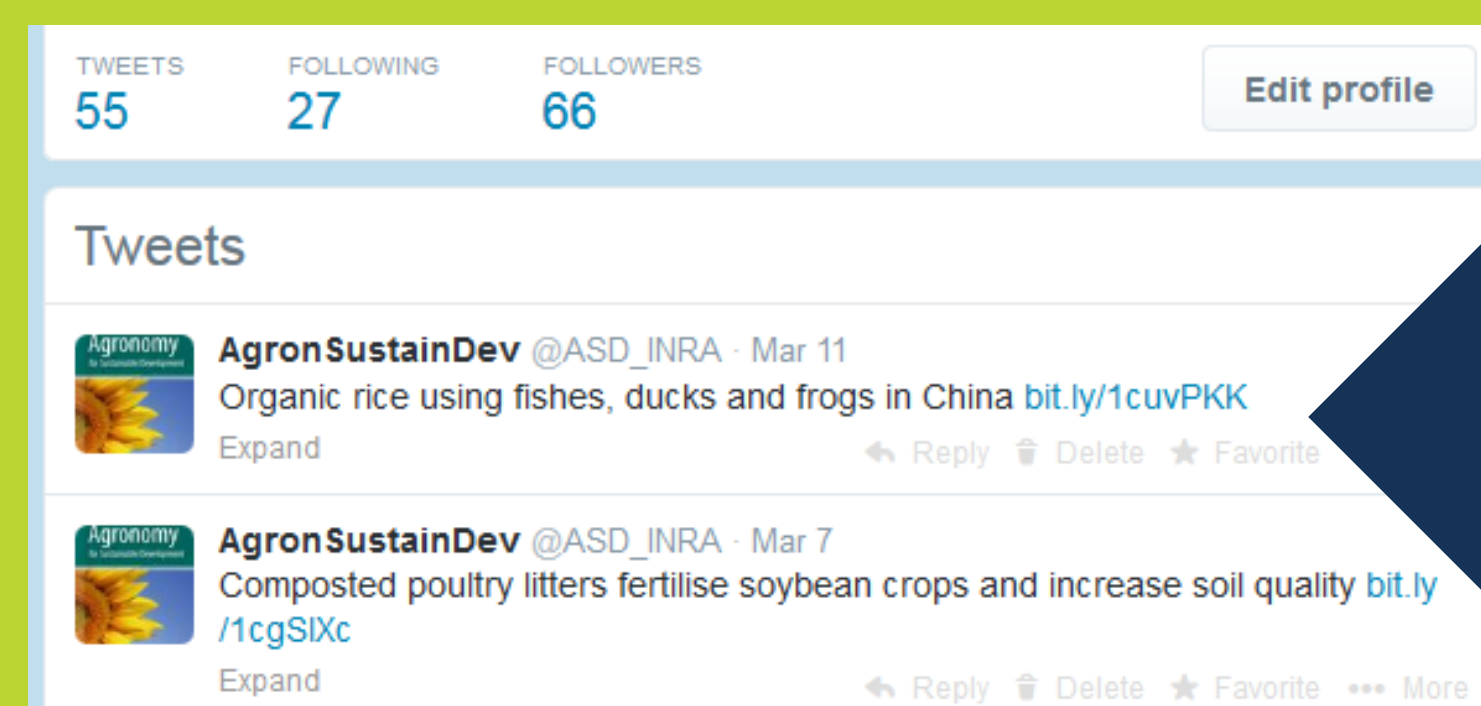 TWEETS FOLLOWING FOLLOWERS
55 27 66
Edit profile
Tweets
Agronomy
AgronSustainDev @ASD_INRA · Mar 11
Organic rice using fishes, ducks and frogs in China bit.ly/1cuvPKK
Expand
Reply Delete Favorite
Agronomy
AgronSustainDev @ASD_INRA · Mar 7
Composted poultry litters fertilise soybean crops and increase soil quality bit.ly
/1cgSlXc
Expand
Reply Delete Favorite ••• More